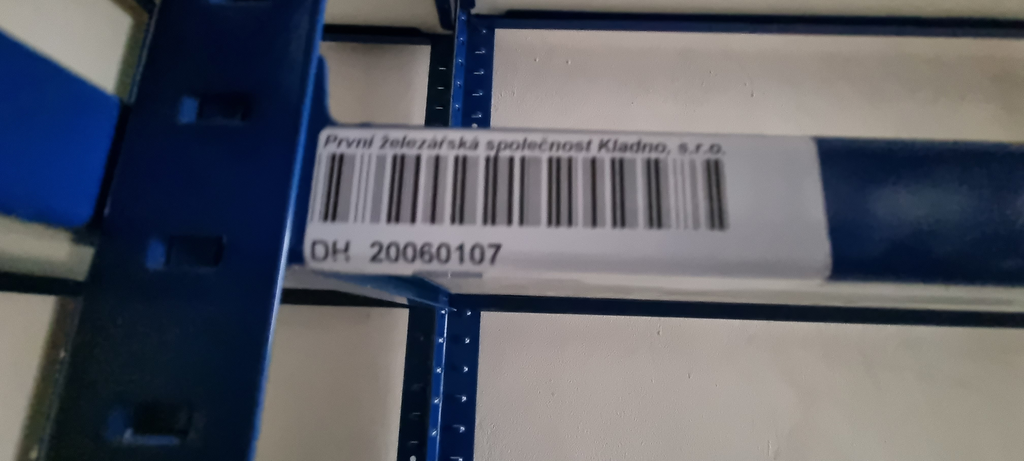 První železářská společnost Kladno, s.r.o.
DH 20060107